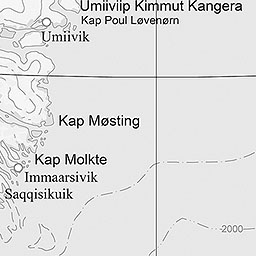 Umiiviip Kimmut Kangera
Kap Poul Løvenørn
Umiivik
Kap Møsting
Kap Molkte
Immaarsivik
Saqqisikuik
2000